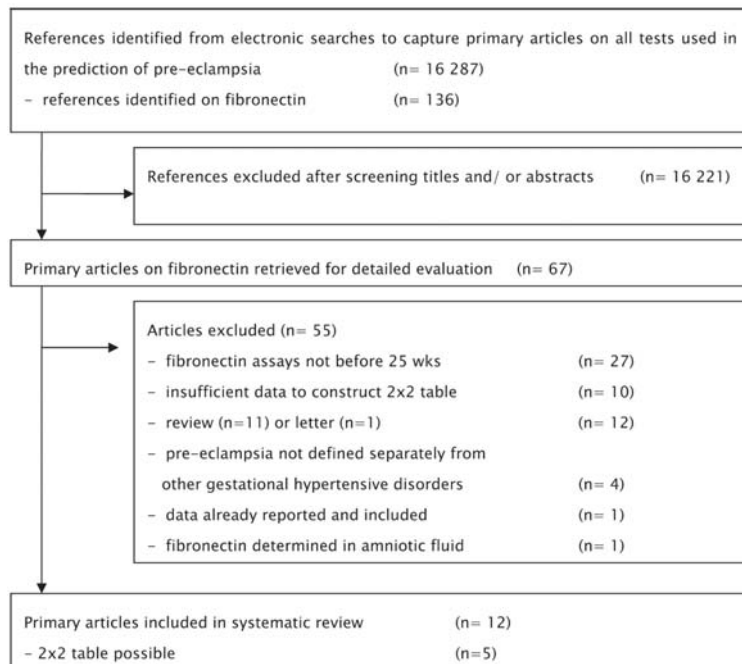 References identified from electronic searches to capture primary articles on all tests used in
the prediction of pre-eclampsia (n= 16 287)
– references identified on fibronectin (n= 136)
References excluded after screening titles and/ or abstracts (n= 16 221)
Primary articles on fibronectin retrieved for detailed evaluation (n= 67)
Articles excluded (n= 55)
– fibronectin assays not before 25 wks (n= 27)
– insufficient data to construct 2x2 table (n= 10)
– review (n=11) or letter (n=1) (n= 12)
– pre-eclampsia not defined separately from
other gestational hypertensive disorders (n= 4)
– data already reported and included (n= 1)
– fibronectin determined in amniotic fluid (n= 1)
Primary articles included in systematic review (n= 12)
– 2x2 table possible (n=5)